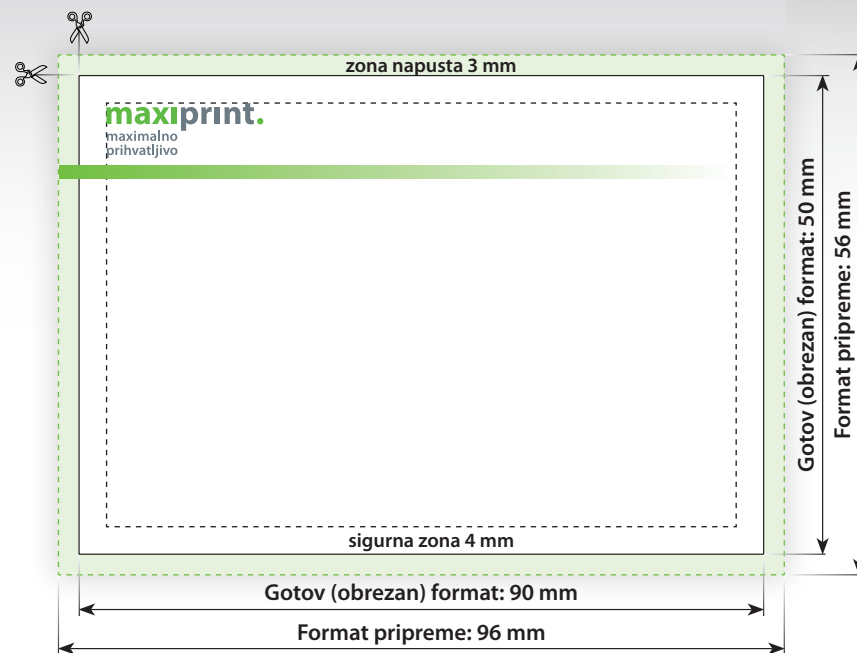 zona napusta 3 mm
maxiprint.
maximalno
prihvatljivo
Gotov (obrezan) format: 50 mm
Format pripreme: 56 mm
sigurna zona 4 mm
Gotov (obrezan) format: 90 mm
Format pripreme: 96 mm